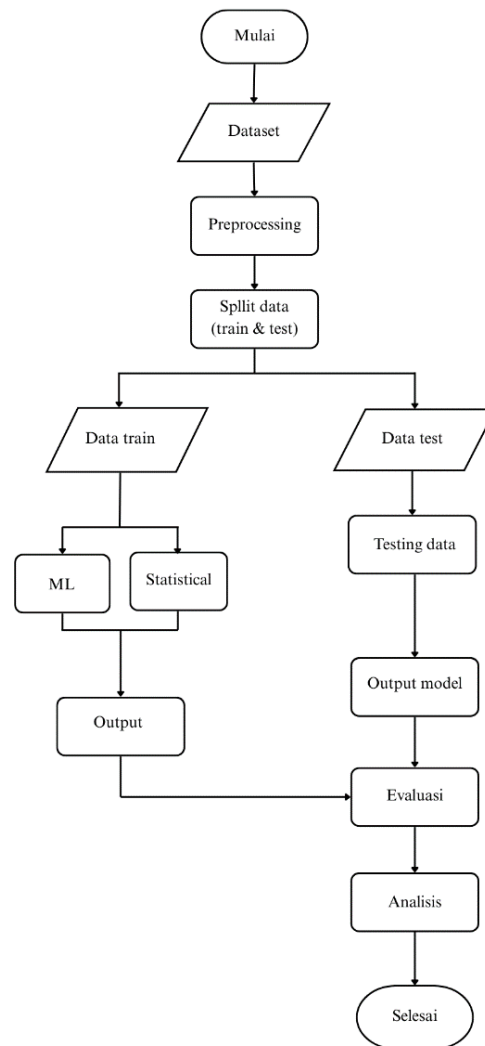 Mulai
Dataset
Preprocessing
Spllit data
(train & test)
Data train
Data test
ML
Statistical
Testing data
Output
Output model
Evaluasi
Analisis
Selesai